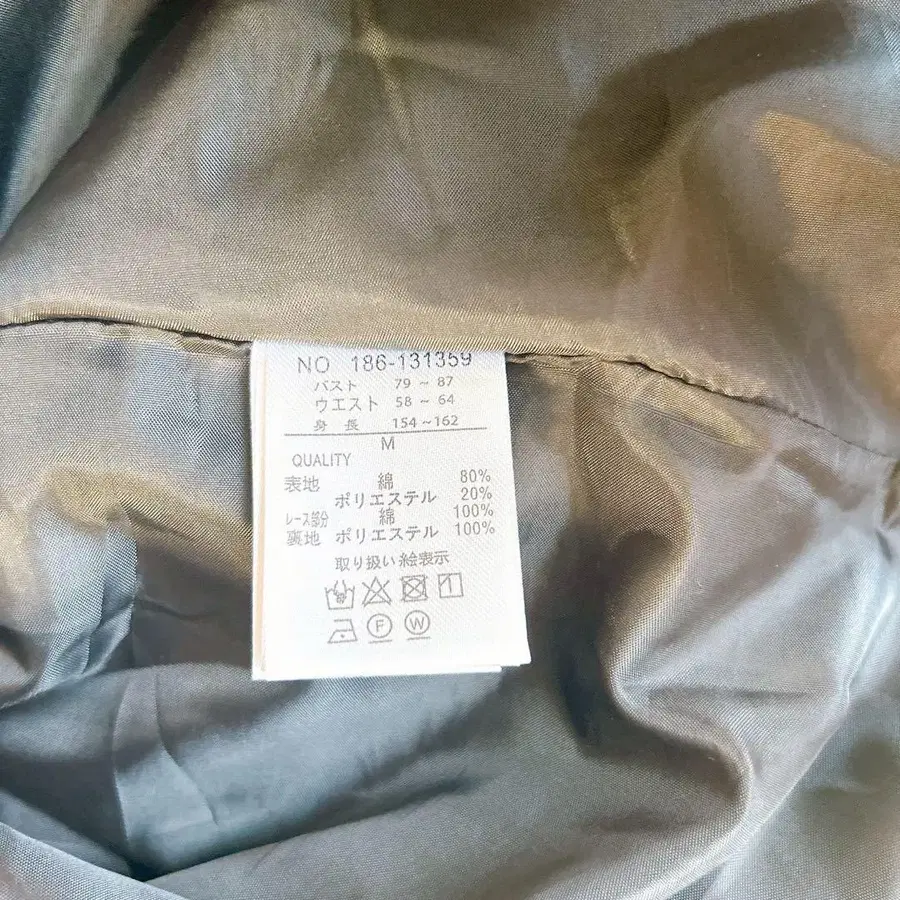 NO 186-131359
バスト 79 ~ 87
ウエスト 58 ~ 64
身 長 154 ~ 162
M
QUALITY
表地 綿 80%
ポリエステル 20%
レース部分 綿 100%
裏地 ポリエステル 100%
取り扱い絵表示
F W